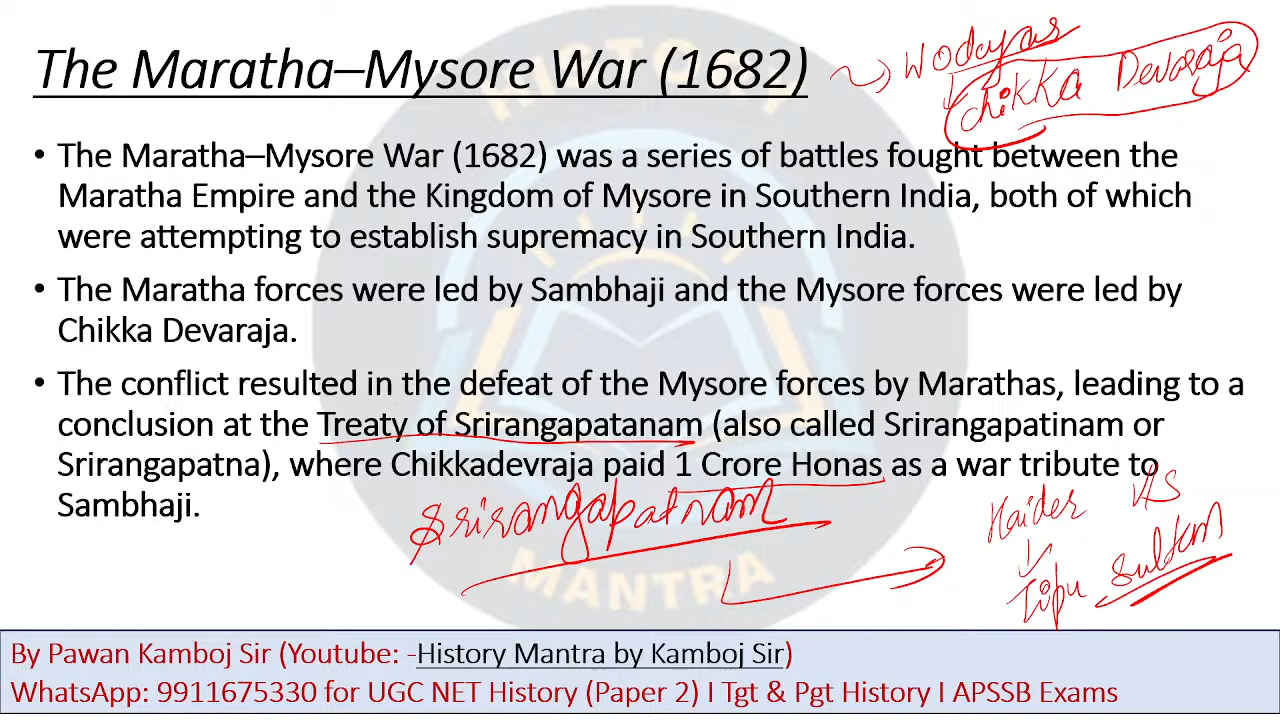 The Maratha–Mysore War (1682)
Wodeyars
Chikka Devaraja
• The Maratha–Mysore War (1682) was a series of battles fought between the
Maratha Empire and the Kingdom of Mysore in Southern India, both of which
were attempting to establish supremacy in Southern India.
• The Maratha forces were led by Sambhaji and the Mysore forces were led by
Chikka Devaraja.
• The conflict resulted in the defeat of the Mysore forces by Marathas, leading to a
conclusion at the Treaty of Srirangapatanam (also called Srirangapatinam or
Srirangapatna), where Chikkadevraja paid 1 Crore Honas as a war tribute to
Sambhaji.
Srirangapatnam
Haider
Tipu Sultan
MANTRA
By Pawan Kamboj Sir (Youtube: -History Mantra by Kamboj Sir)
WhatsApp: 9911675330 for UGC NET History (Paper 2) I Tgt & Pgt History I APSSB Exams